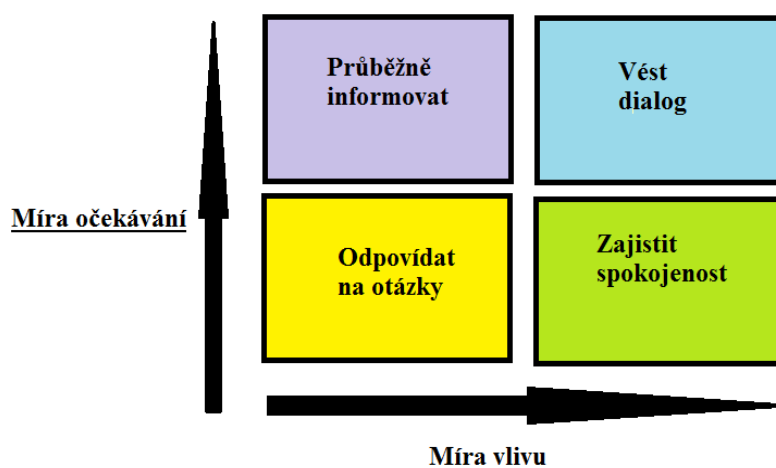 Průběžně
informovat
Vést
dialog
Míra očekávání
Odpovídat
na otázky
Zajistit
spokojenost
Míra vlivu